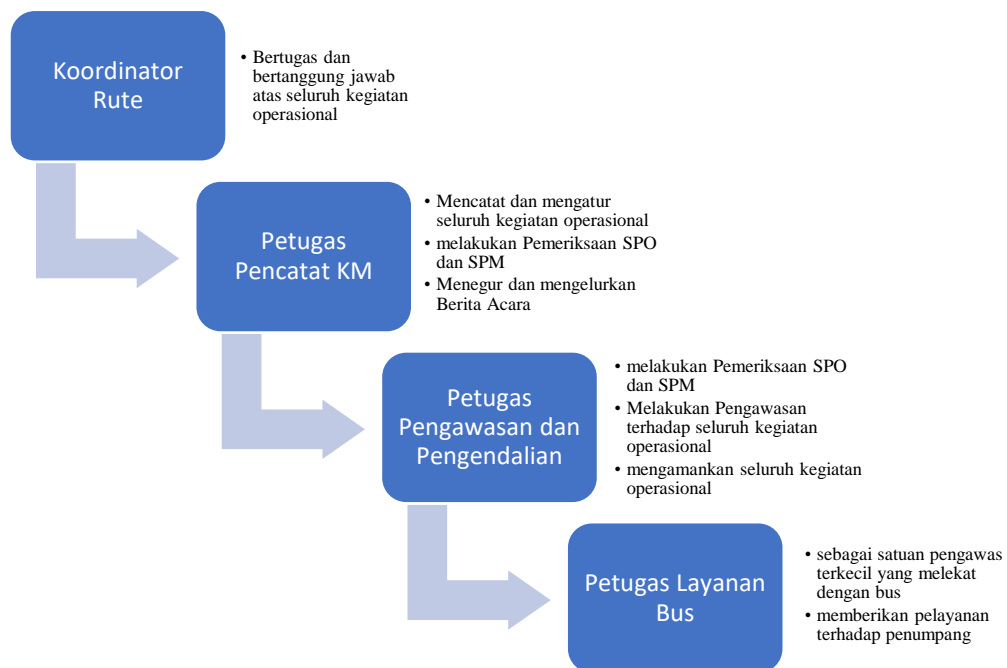 Koordinator
Rute
• Bertugas dan
bertanggung jawab
atas seluruh kegiatan
operasional
Petugas
Pencatat KM
• Mencatat dan mengatur
seluruh kegiatan operasional
• melakukan Pemeriksaan SPO
dan SPM
• Menegur dan mengelurkan
Berita Acara
Petugas
Pengawasan dan
Pengendalian
• melakukan Pemeriksaan SPO
dan SPM
• Melakukan Pengawasan
terhadap seluruh kegiatan
operasional
• mengamankan seluruh kegiatan
operasional
Petugas Layanan
Bus
• sebagai satuan pengawas
terkecil yang melekat
dengan bus
• memberikan pelayanan
terhadap penumpang